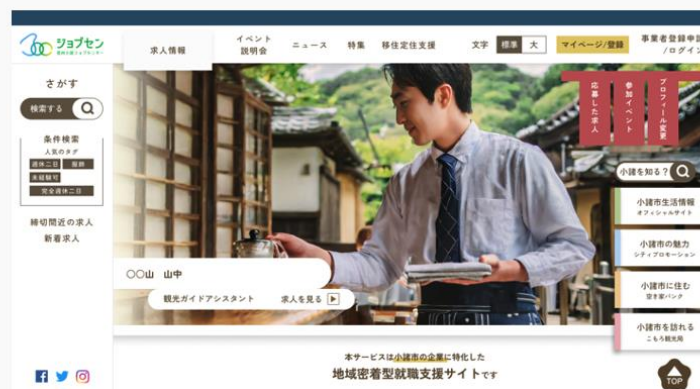 ジョブセン
求人情報
イベント
説明会
ニュース
特集
移住定住支援
文字
標準
大
マイページ/登録
事業者登録申請
/ログイン
さがす
検索する
条件検索
人気のタグ
週休二日
未経験可
完全週休二日
締切間近の求人
新着求人
応募した求人
参加イベント
プロフィール変更
小諸を知る？
小諸市生活情報
オフィシャルサイト
小諸市の魅力
シティプロモーション
小諸市に住む
空き家バンク
小諸市を訪れる
こもろ観光局
〇〇山 山中
観光ガイドアシスタント
求人を見る
本サービスは小諸市の企業に特化した
地域密着型就職支援サイトです
TOP